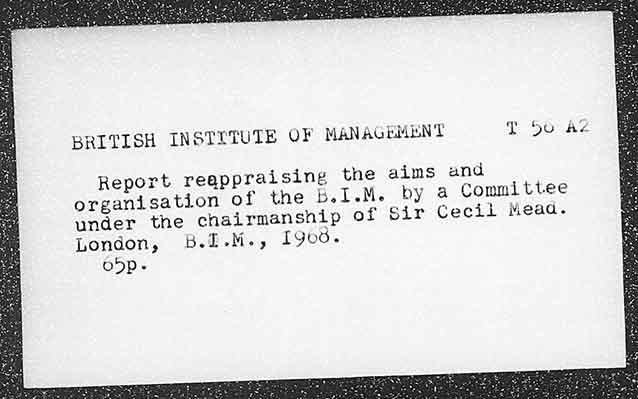 BRITISH INSTITUTE OF MANAGEMENT T 56 A2
Report reappraising the aims and
organisation of the B.I.M. by a Committee
under the chairmanship of Sir Cecil Mead.
London, B.I.M., I968.
65p.